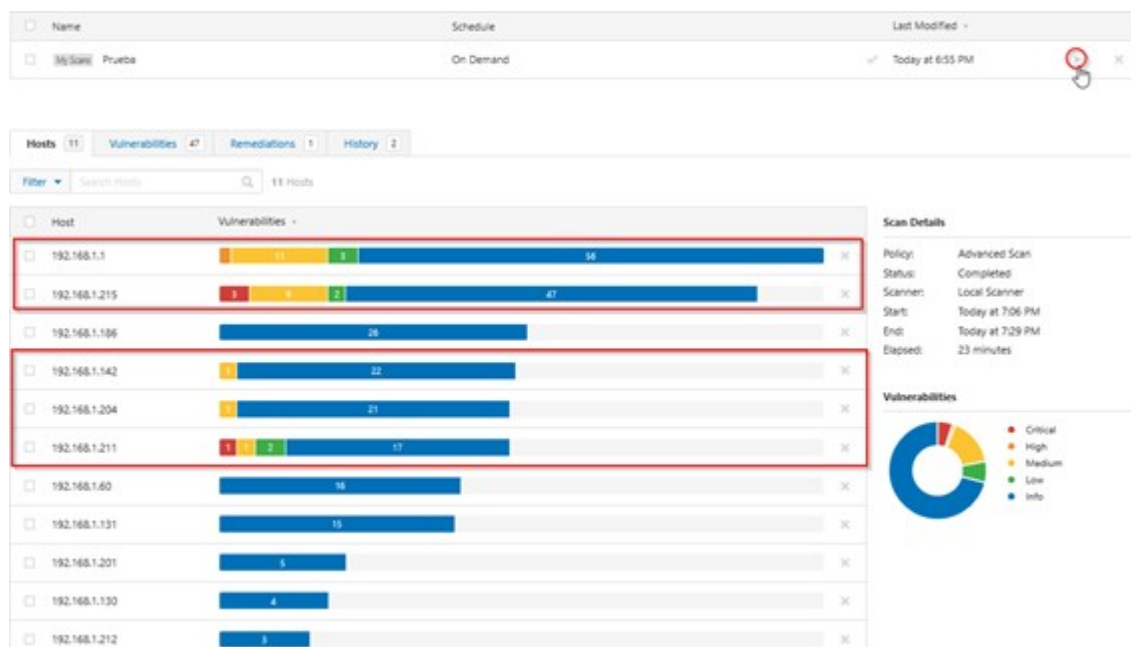 Name Schedule Last Modified
My Scans Prueba On Demand Today at 6:55 PM
Hosts 11 Vulnerabilities 47 Remediations 1 History 2
Filter Search Hosts 11 Hosts
Host Vulnerabilities
192.168.1.1 11 3 56
192.168.1.215 3 2 47
192.168.1.186 26
192.168.1.142 1 22
192.168.1.204 1 21
192.168.1.211 1 1 2 17
192.168.1.60 16
192.168.1.131 15
192.168.1.201 5
192.168.1.130 4
192.168.1.212 3
Scan Details
Policy: Advanced Scan
Status: Completed
Scanner: Local Scanner
Start: Today at 7:06 PM
End: Today at 7:29 PM
Elapsed: 23 minutes
Vulnerabilities
Critical
High
Medium
Low
Info